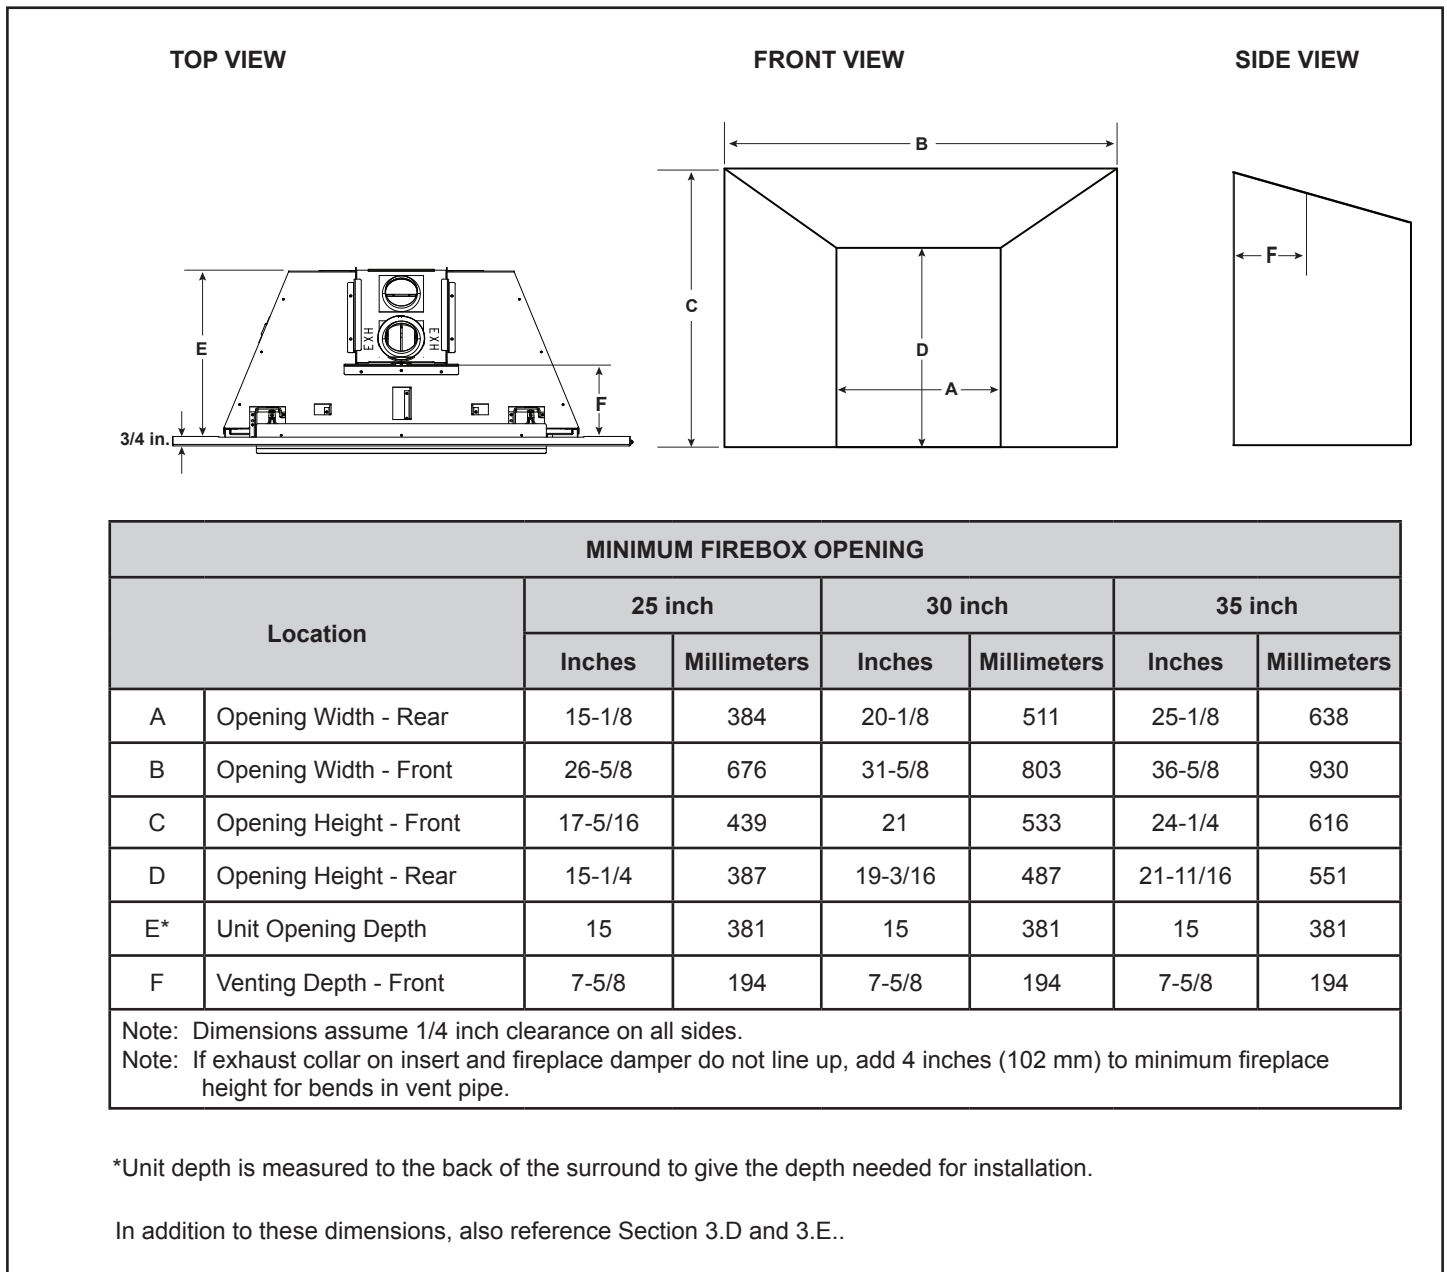 TOP VIEW FRONT VIEW SIDE VIEW
B
C
F
E
D
A
F
3/4 in.
EXH EXH
MINIMUM FIREBOX OPENING
Location 25 inch 30 inch 35 inch
Inches Millimeters Inches Millimeters Inches Millimeters
A Opening Width - Rear 15-1/8 384 20-1/8 511 25-1/8 638
B Opening Width - Front 26-5/8 676 31-5/8 803 36-5/8 930
C Opening Height - Front 17-5/16 439 21 533 24-1/4 616
D Opening Height - Rear 15-1/4 387 19-3/16 487 21-11/16 551
E* Unit Opening Depth 15 381 15 381 15 381
F Venting Depth - Front 7-5/8 194 7-5/8 194 7-5/8 194
Note: Dimensions assume 1/4 inch clearance on all sides.
Note: If exhaust collar on insert and fireplace damper do not line up, add 4 inches (102 mm) to minimum fireplace
height for bends in vent pipe.
*Unit depth is measured to the back of the surround to give the depth needed for installation.
In addition to these dimensions, also reference Section 3.D and 3.E..